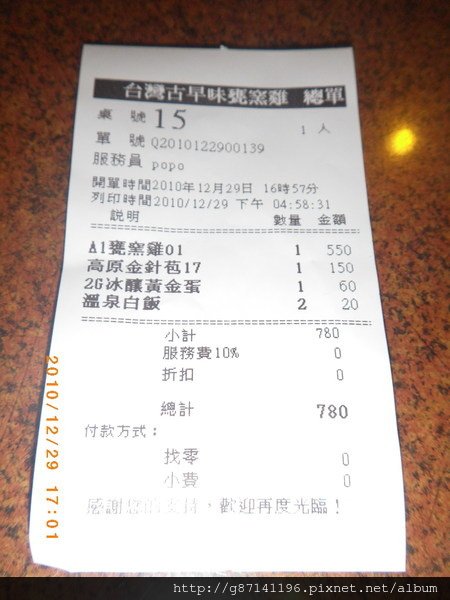 台灣古早味甕窯雞 總單
桌 號 15 1 人
單 號 Q2010122900139
服務員 popo
開單時間2010年12月29日 16時57分
列印時間2010/12/29 下午 04:58:31
說明 數量 金額
A1甕窯雞01 1 550
高原金針苞17 1 150
2G冰釀黃金蛋 1 60
溫泉白飯 2 20
小計 780
服務費10% 0
折扣 0
總計 780
付款方式：
找零 0
小費 0
感謝您的支持，歡迎再度光臨！
2010/12/29 17:01
http://g87141196.pixnet.net/album